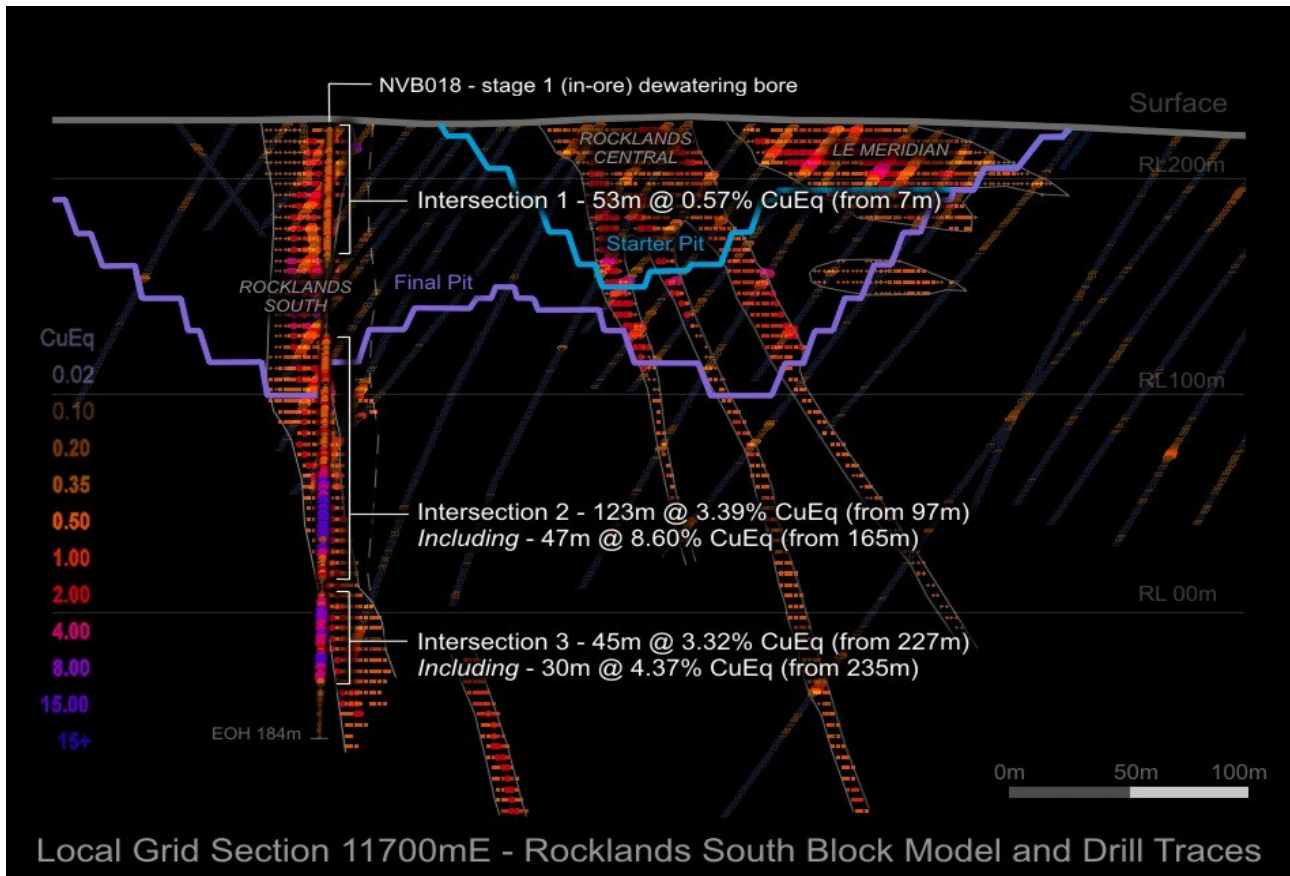 NVB018 - stage 1 (in-ore) dewatering bore
Surface
ROCKLANDS
CENTRAL
LE MERIDIAN
RL200m
Intersection 1 - 53m @ 0.57% CuEq (from 7m)
Starter Pit
Final Pit
ROCKLANDS
SOUTH
CuEq
0.02
0.10
0.20
0.35
0.50
1.00
2.00
4.00
8.00
15.00
15+
RL100m
Intersection 2 - 123m @ 3.39% CuEq (from 97m)
Including - 47m @ 8.60% CuEq (from 165m)
RL 00m
Intersection 3 - 45m @ 3.32% CuEq (from 227m)
Including - 30m @ 4.37% CuEq (from 235m)
EOH 184m
0m 50m 100m
Local Grid Section 11700mE - Rocklands South Block Model and Drill Traces